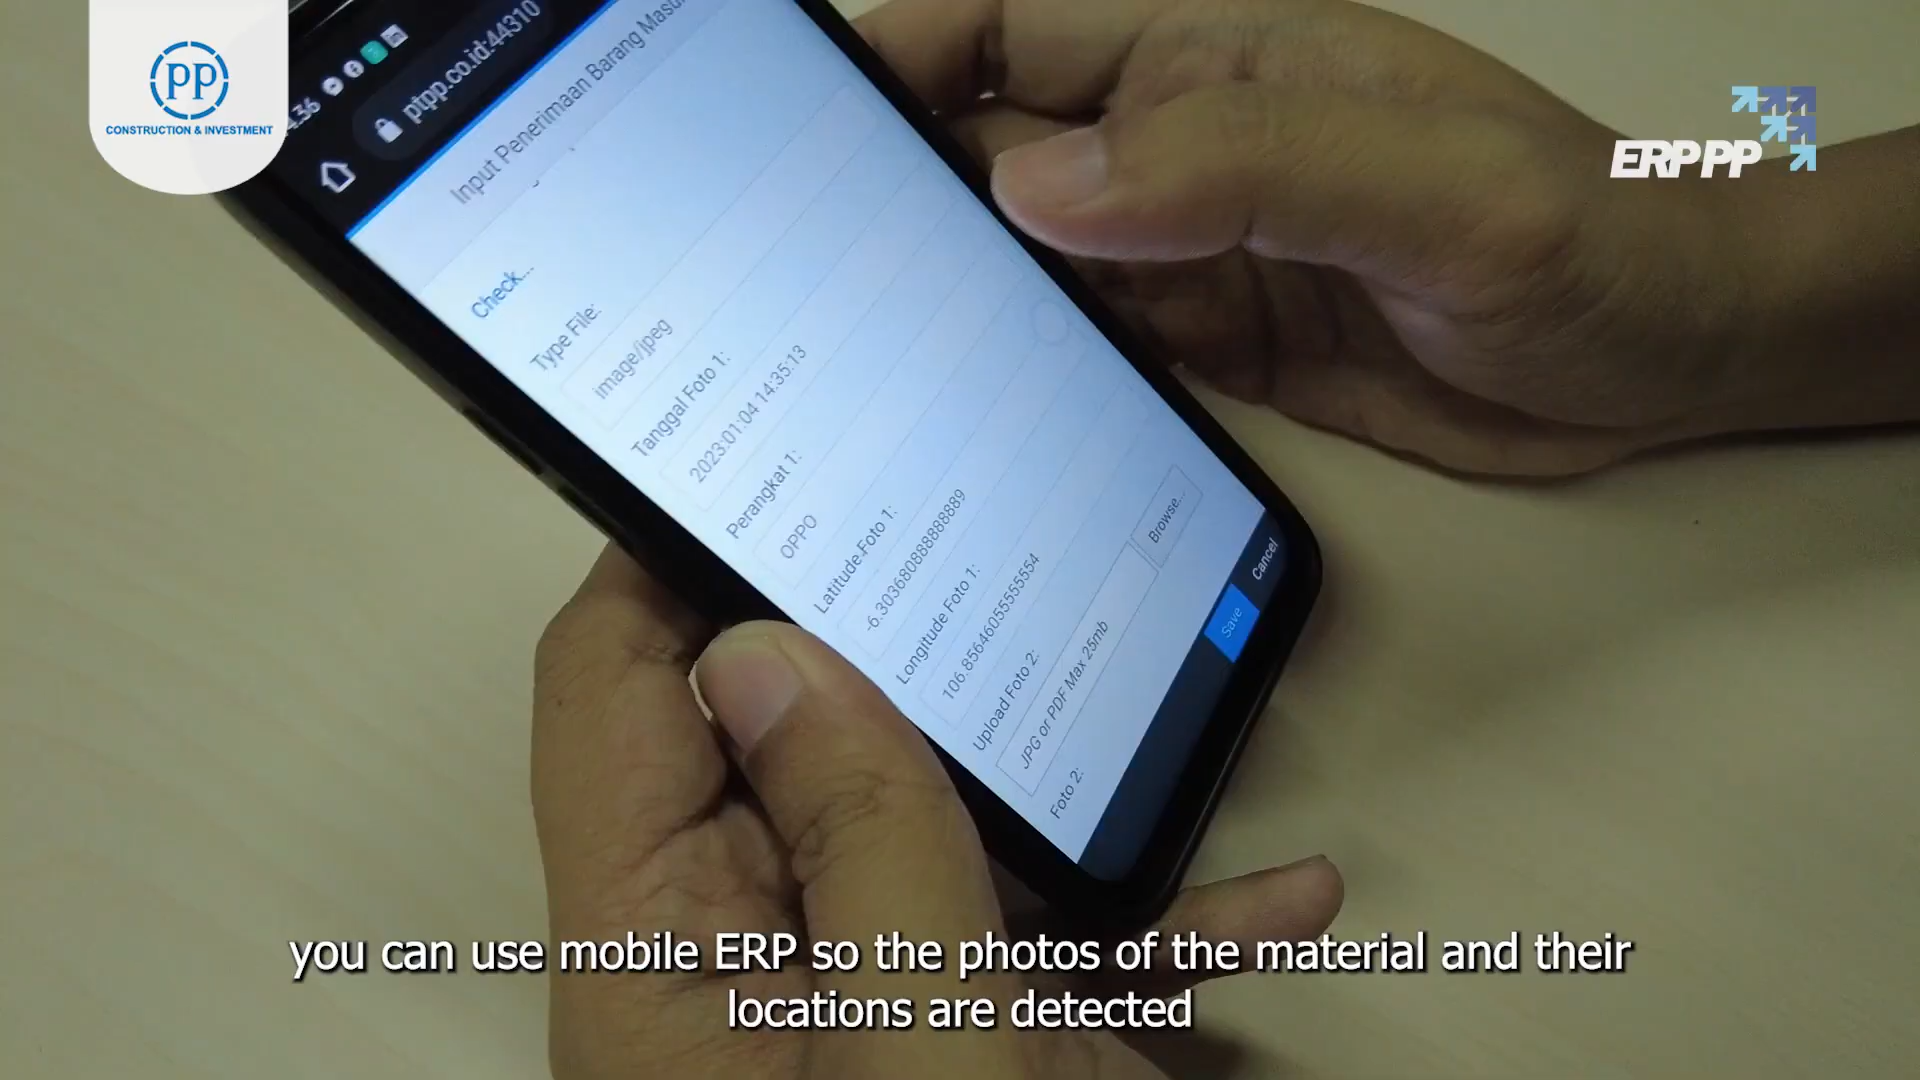 pp
CONSTRUCTION & INVESTMENT
ERP PP
ptpp.co.id:44310
Input Penerimaan Barang
Check...
Type File:
image/jpeg
Tanggal Foto 1:
2023:01:04 14:35:13
Perangkat 1:
OPPO
Latitude Foto 1:
-6.303680888888889
Longitude Foto 1:
106.85646055555554
Upload Foto 2:
JPG or PDF Max 25mb
Browse...
Foto 2:
Save
Cancel
you can use mobile ERP so the photos of the material and their
locations are detected